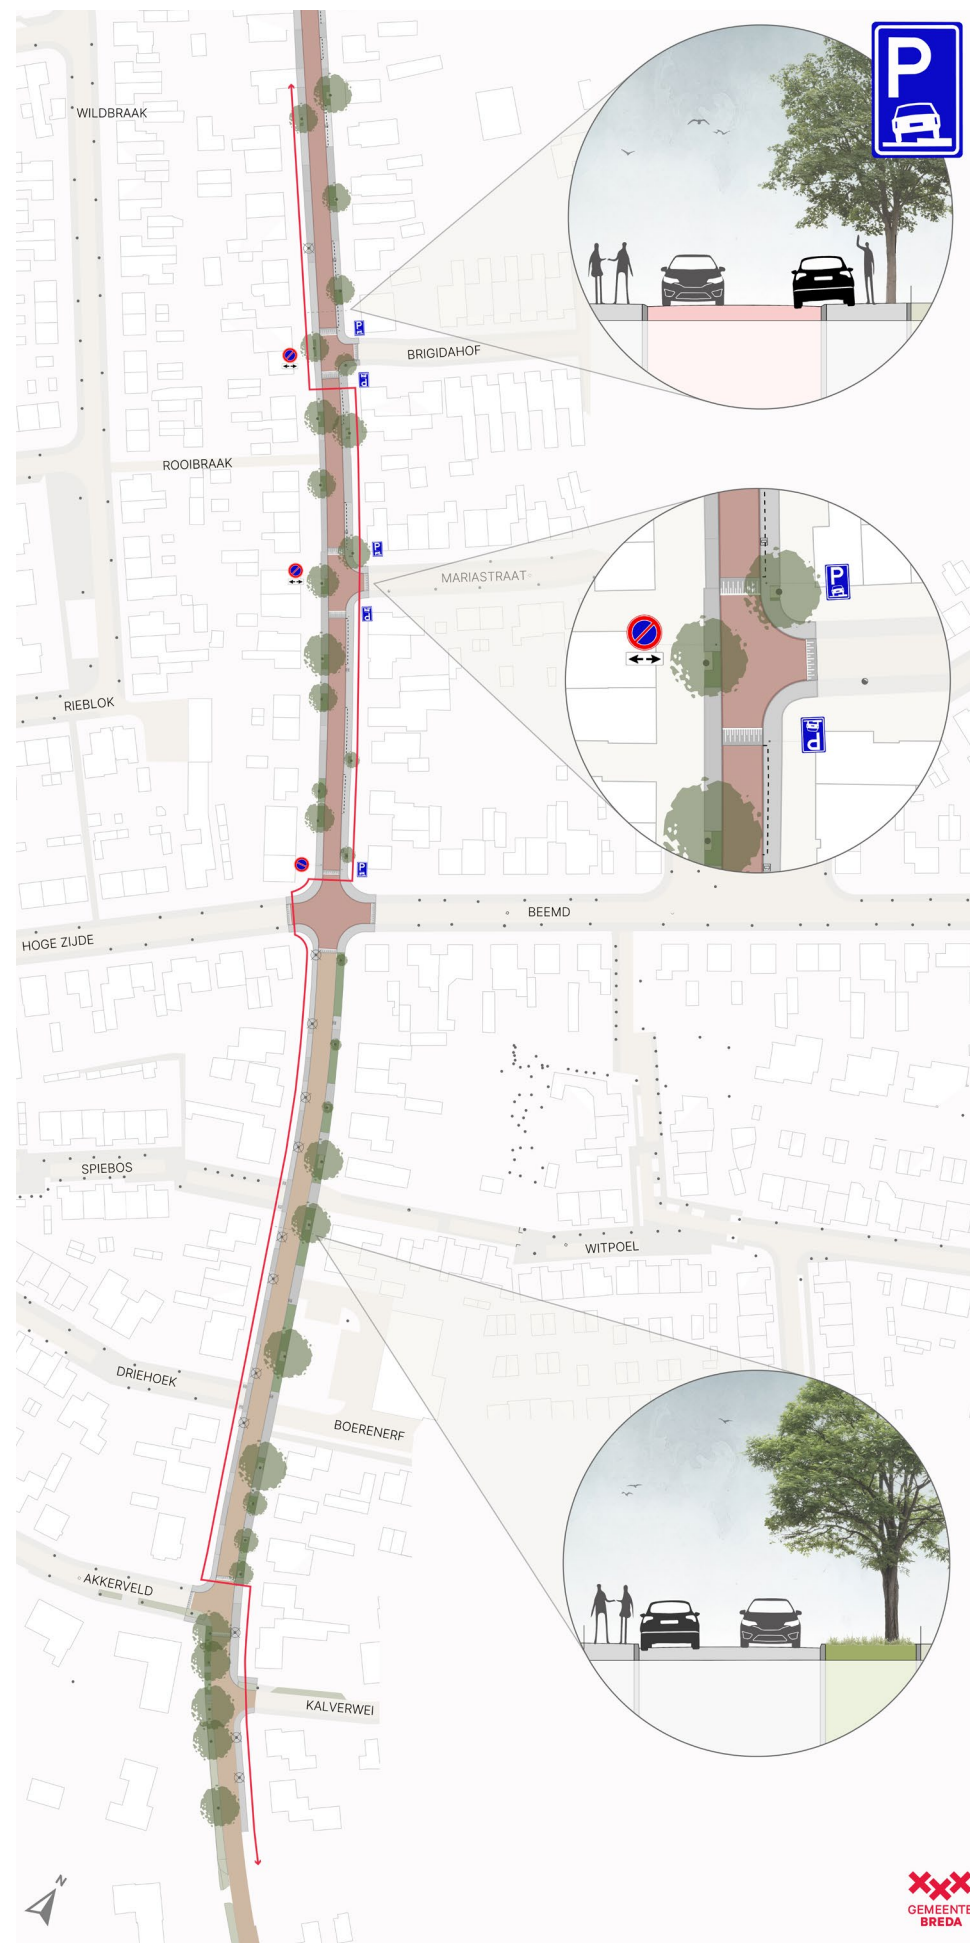 P
WILDBRAAK
P
BRIGIDAHOF
P
ROOIBRAAK
P
MARIASTRAAT
P
P
RIEBLOK
P
P
BEEMD
HOGE ZIJDE
SPIEBOS
WITPOEL
DRIEHOEK
BOERENERF
AKKERVELD
KALVERWEI
N
GEMEENTE
BREDA